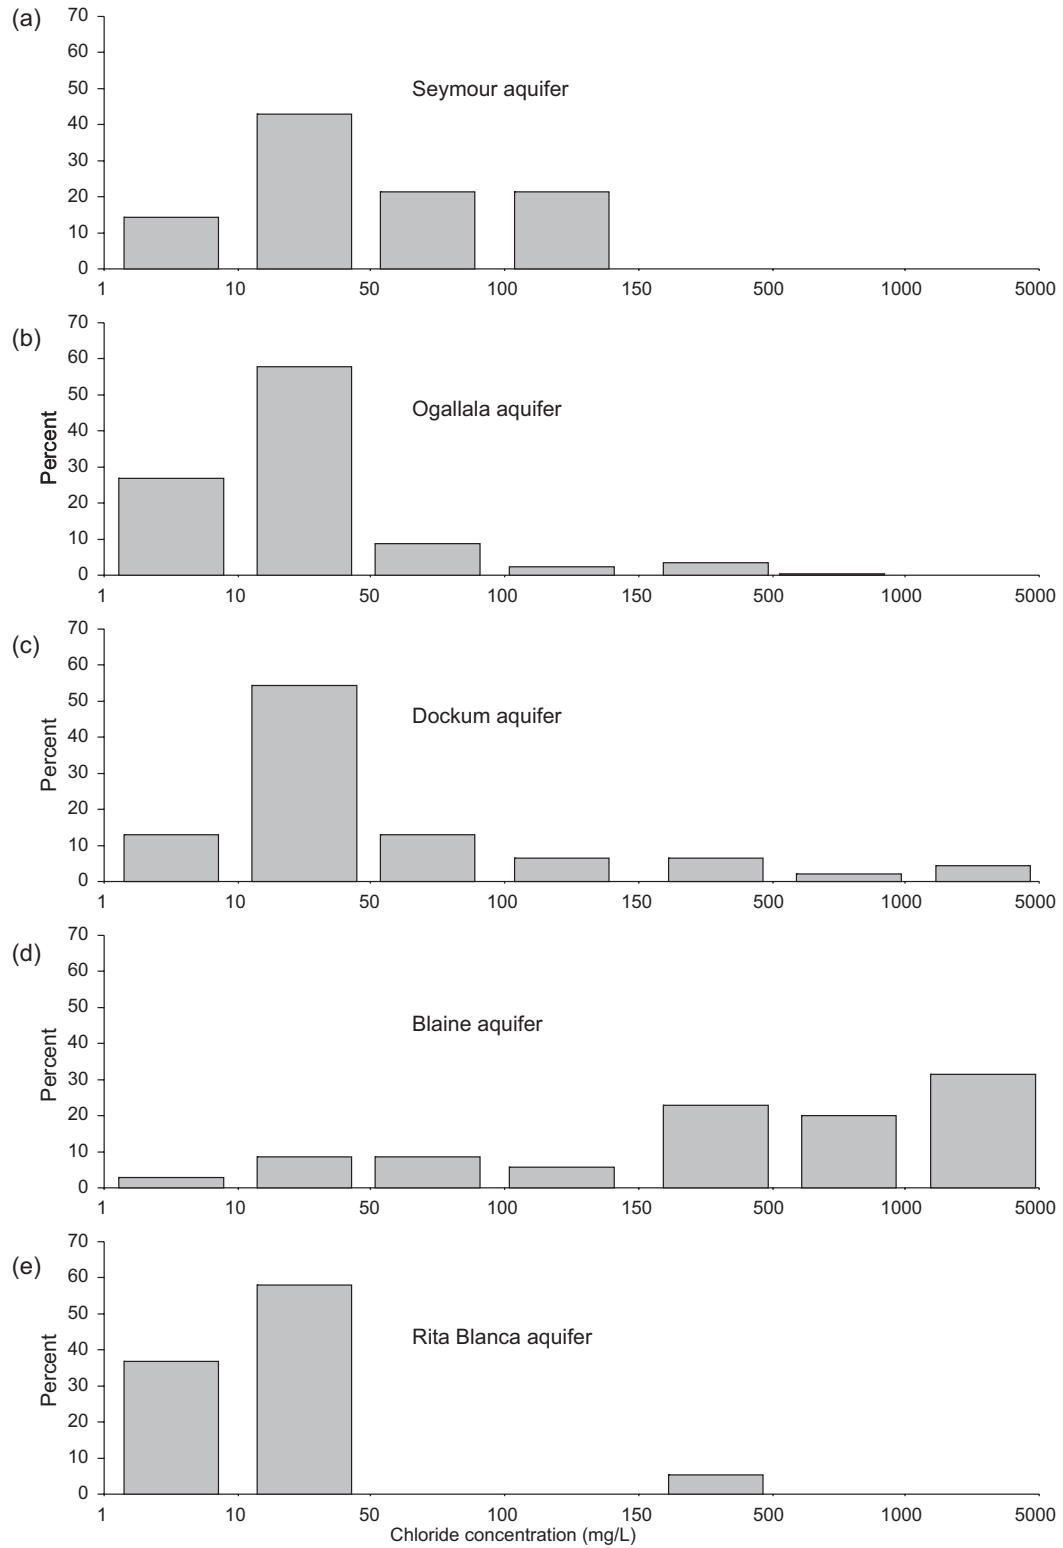 (a)
70
60
50
40
30
20
10
0
Seymour aquifer
1 10 50 100 150 500 1000 5000
(b)
Percent
70
60
50
40
30
20
10
0
Ogallala aquifer
1 10 50 100 150 500 1000 5000
(c)
Percent
70
60
50
40
30
20
10
0
Dockum aquifer
1 10 50 100 150 500 1000 5000
(d)
Percent
70
60
50
40
30
20
10
0
Blaine aquifer
1 10 50 100 150 500 1000 5000
(e)
Percent
70
60
50
40
30
20
10
0
Rita Blanca aquifer
1 10 50 100 150 500 1000 5000
Chloride concentration (mg/L)